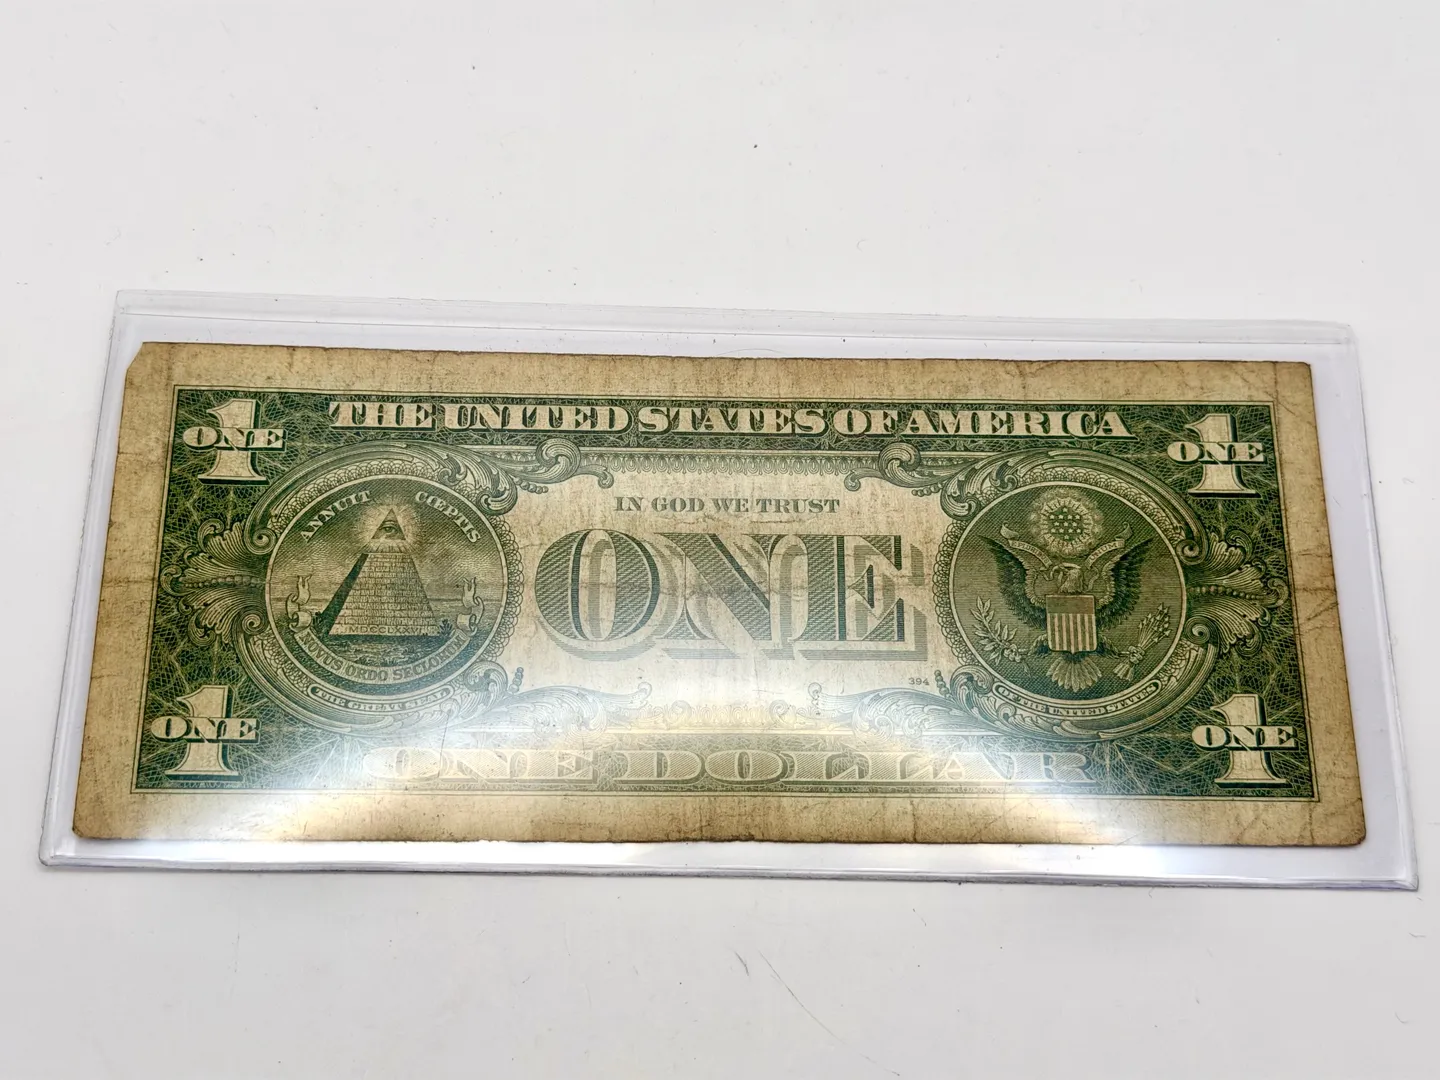 THE UNITED STATES OF AMERICA
1
ONE
1
ONE
ANNUIT CŒPTIS
MDCCLXXVI
NOVUS ORDO SECLORUM
THE GREAT SEAL
IN GOD WE TRUST
ONE
394
OF THE UNITED STATES
1
ONE
1
ONE
ONE DOLLAR